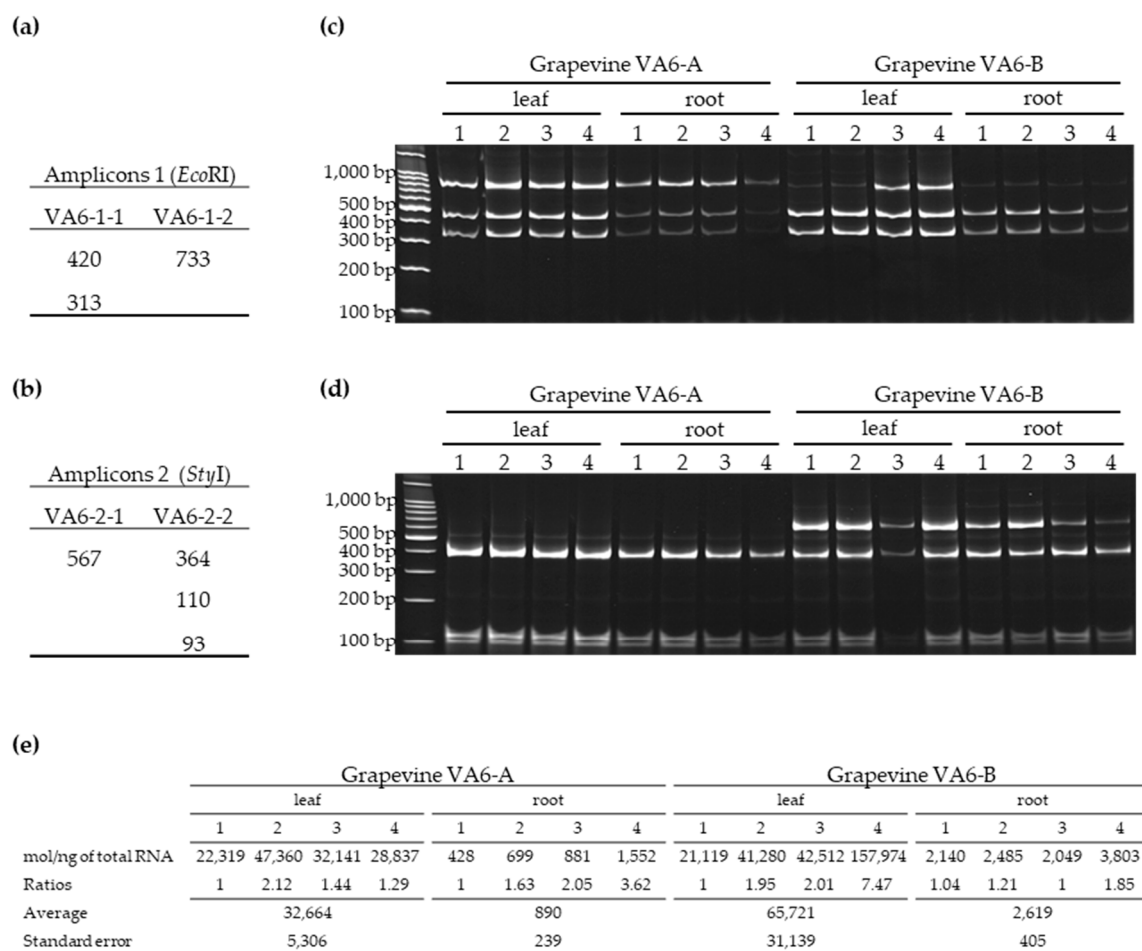 (a)
Amplicons 1 (EcoRI)
VA6-1-1 VA6-1-2
420 733
313
(c)
Grapevine VA6-A Grapevine VA6-B
leaf root leaf root
1 2 3 4 1 2 3 4 1 2 3 4 1 2 3 4
1,000 bp
500 bp
400 bp
300 bp
200 bp
100 bp
(b)
Amplicons 2 (StyI)
VA6-2-1 VA6-2-2
567 364
110
93
(d)
Grapevine VA6-A Grapevine VA6-B
leaf root leaf root
1 2 3 4 1 2 3 4 1 2 3 4 1 2 3 4
1,000 bp
500 bp
400 bp
300 bp
200 bp
100 bp
(e)
Grapevine VA6-A Grapevine VA6-B
leaf root leaf root
1 2 3 4 1 2 3 4 1 2 3 4 1 2 3 4
mol/ng of total RNA 22,319 47,360 32,141 28,837 428 699 881 1,552 21,119 41,280 42,512 157,974 2,140 2,485 2,049 3,803
Ratios 1 2.12 1.44 1.29 1 1.63 2.05 3.62 1 1.95 2.01 7.47 1.04 1.21 1 1.85
Average 32,664 890 65,721 2,619
Standard error 5,306 239 31,139 405